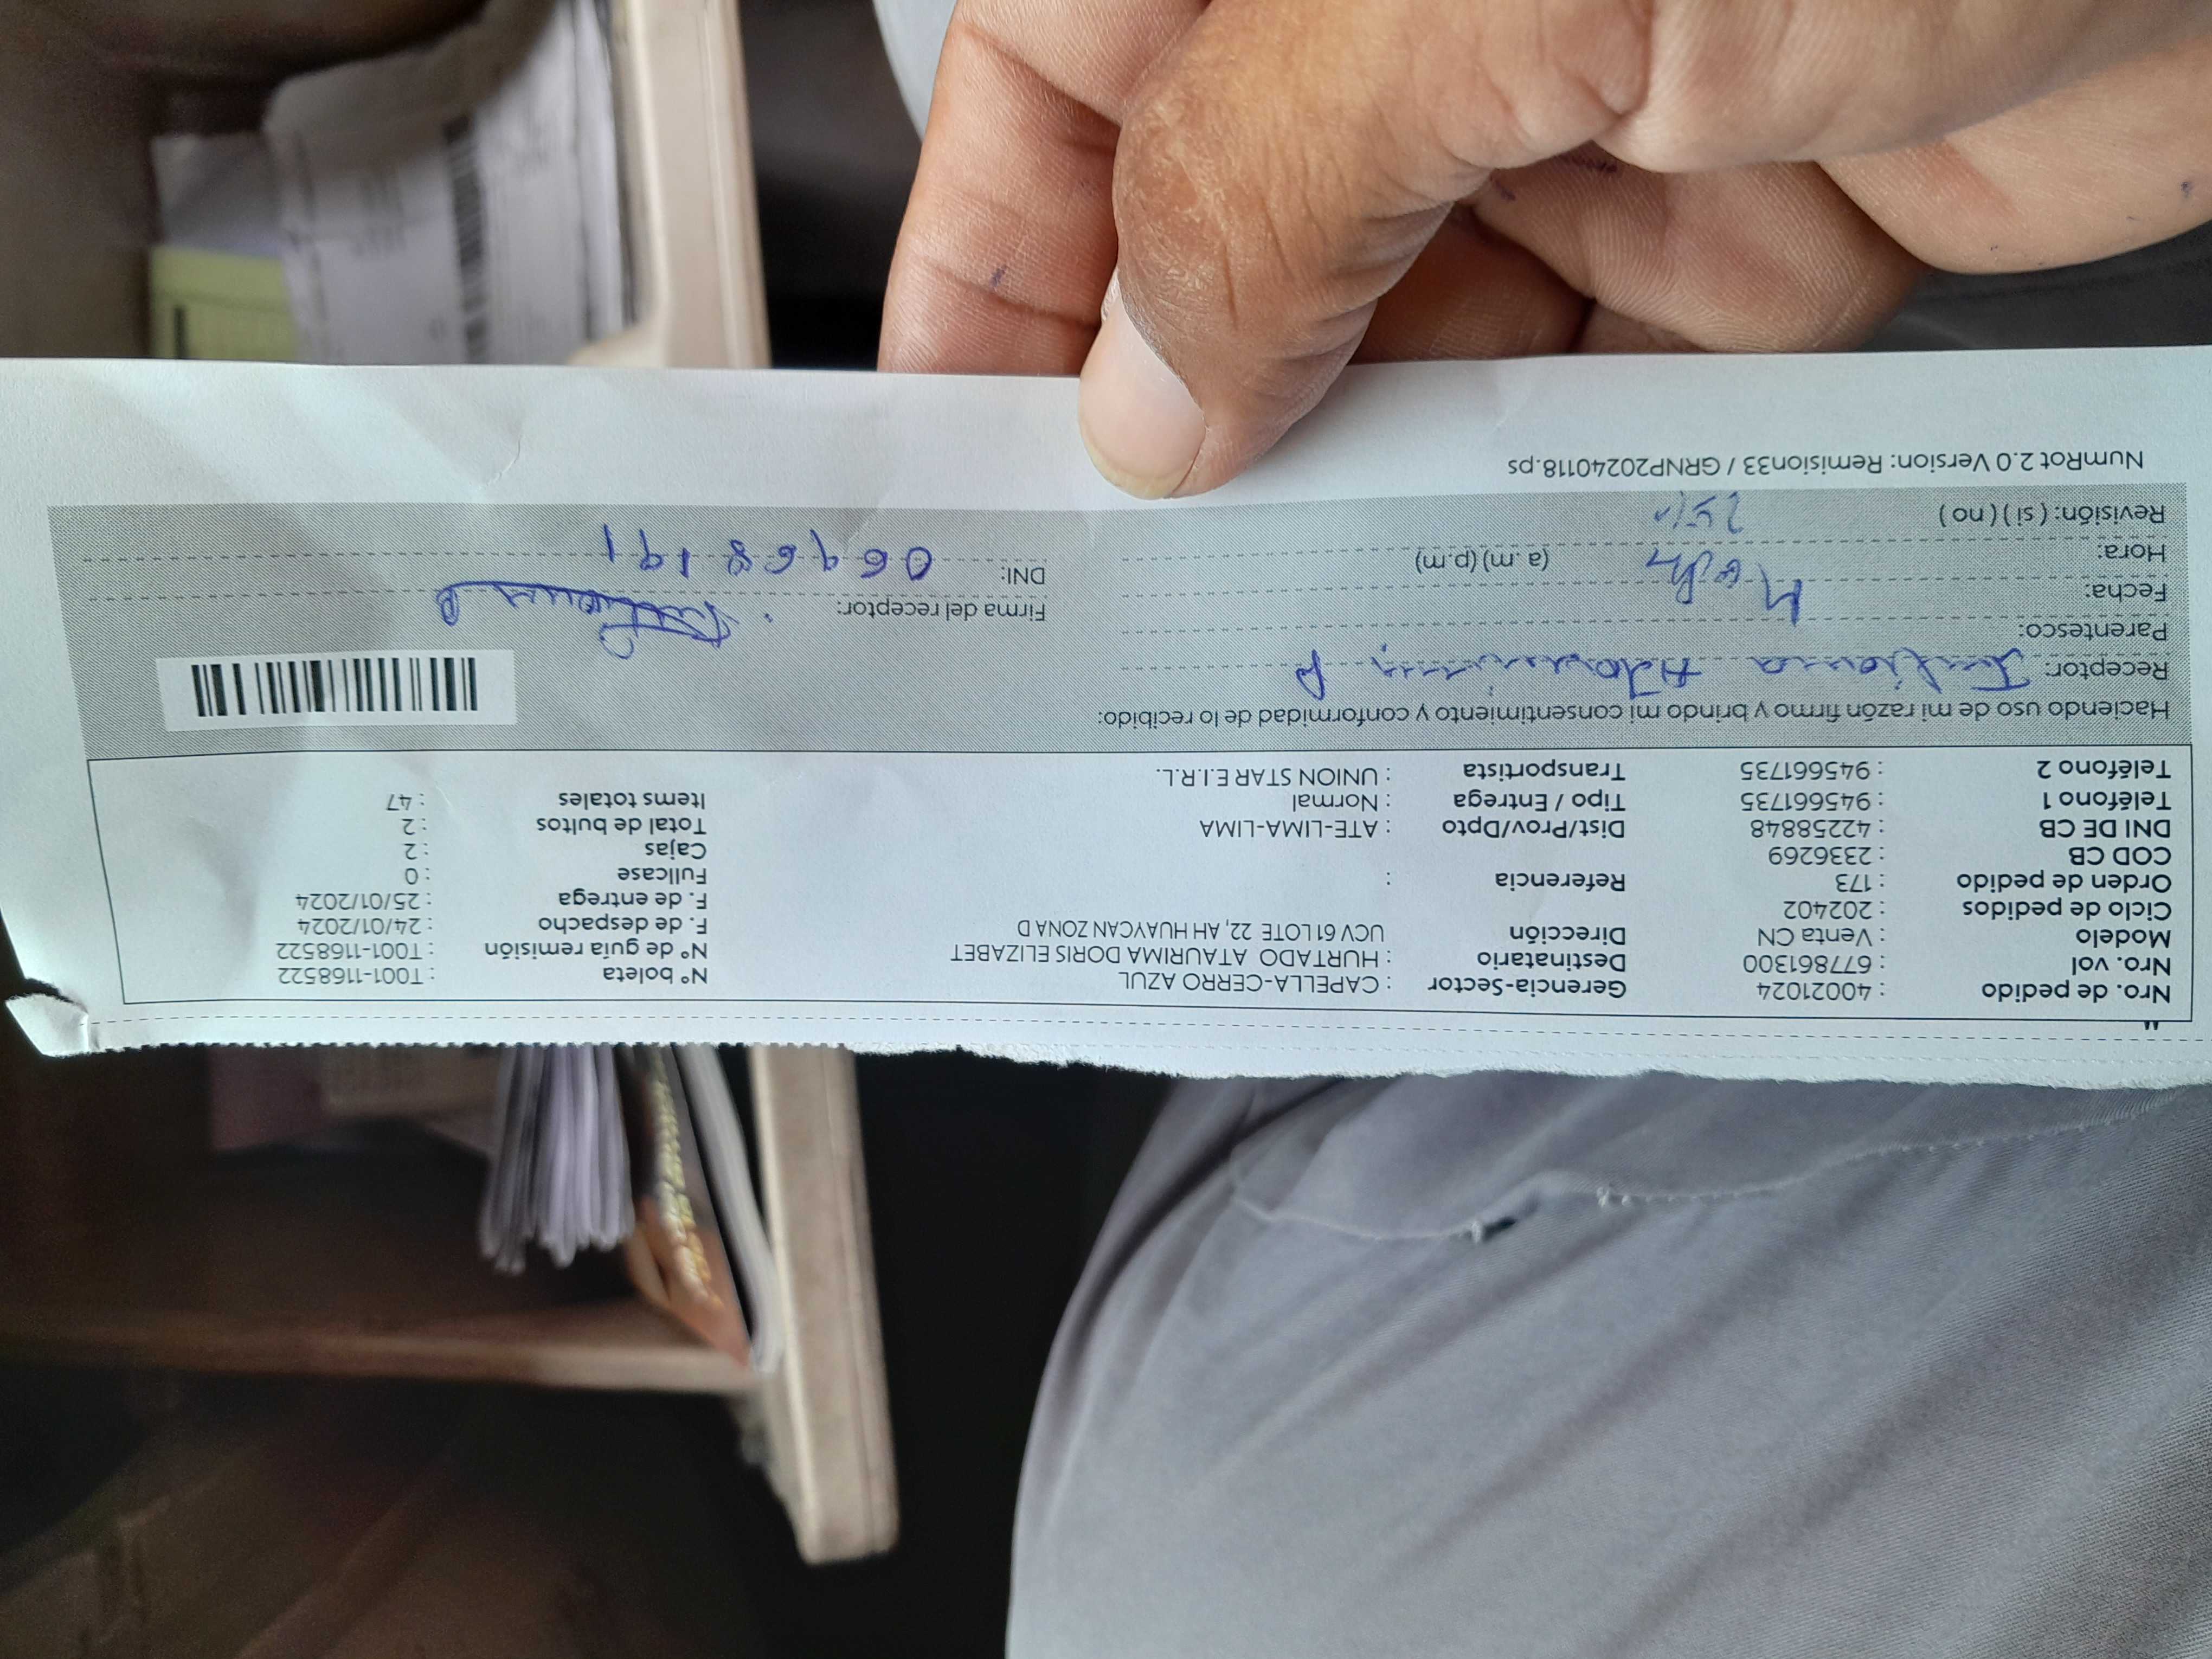 Nro. de pedido : 40021024 Gerencia-Sector : CAPELLA-CERRO AZUL N° boleta : T001-1168522
Nro. vol : 677861300 Destinatario : HURTADO ATAURIMA DORIS ELIZABET N° de guía remisión : T001-1168522
Modelo : Venta CN Dirección UCV 61 LOTE 22, AH HUAYCAN ZONA D F. de despacho : 24/01/2024
Ciclo de pedidos : 202402 F. de entrega : 25/01/2024
Orden de pedido : 173 Referencia : Fullcase : 0
COD CB : 2336269 Cajas : 2
DNI DE CB : 42258848 Dist/Prov/Dpto : ATE-LIMA-LIMA Total de bultos : 2
Teléfono 1 : 945661735 Tipo / Entrega : Normal Items totales : 47
Teléfono 2 : 945661735 Transportista : UNION STAR E.I.R.L.
Haciendo uso de mi razón firmo y brindo mi consentimiento y conformidad de lo recibido:
Receptor:
Parentesco: Firma del receptor:
Fecha:
Hora: (a.m) (p.m) DNI: 06968191
Revisión: ( si ) ( no )
NumRot 2.0 Version: Remision33 / GRNP20240118.ps